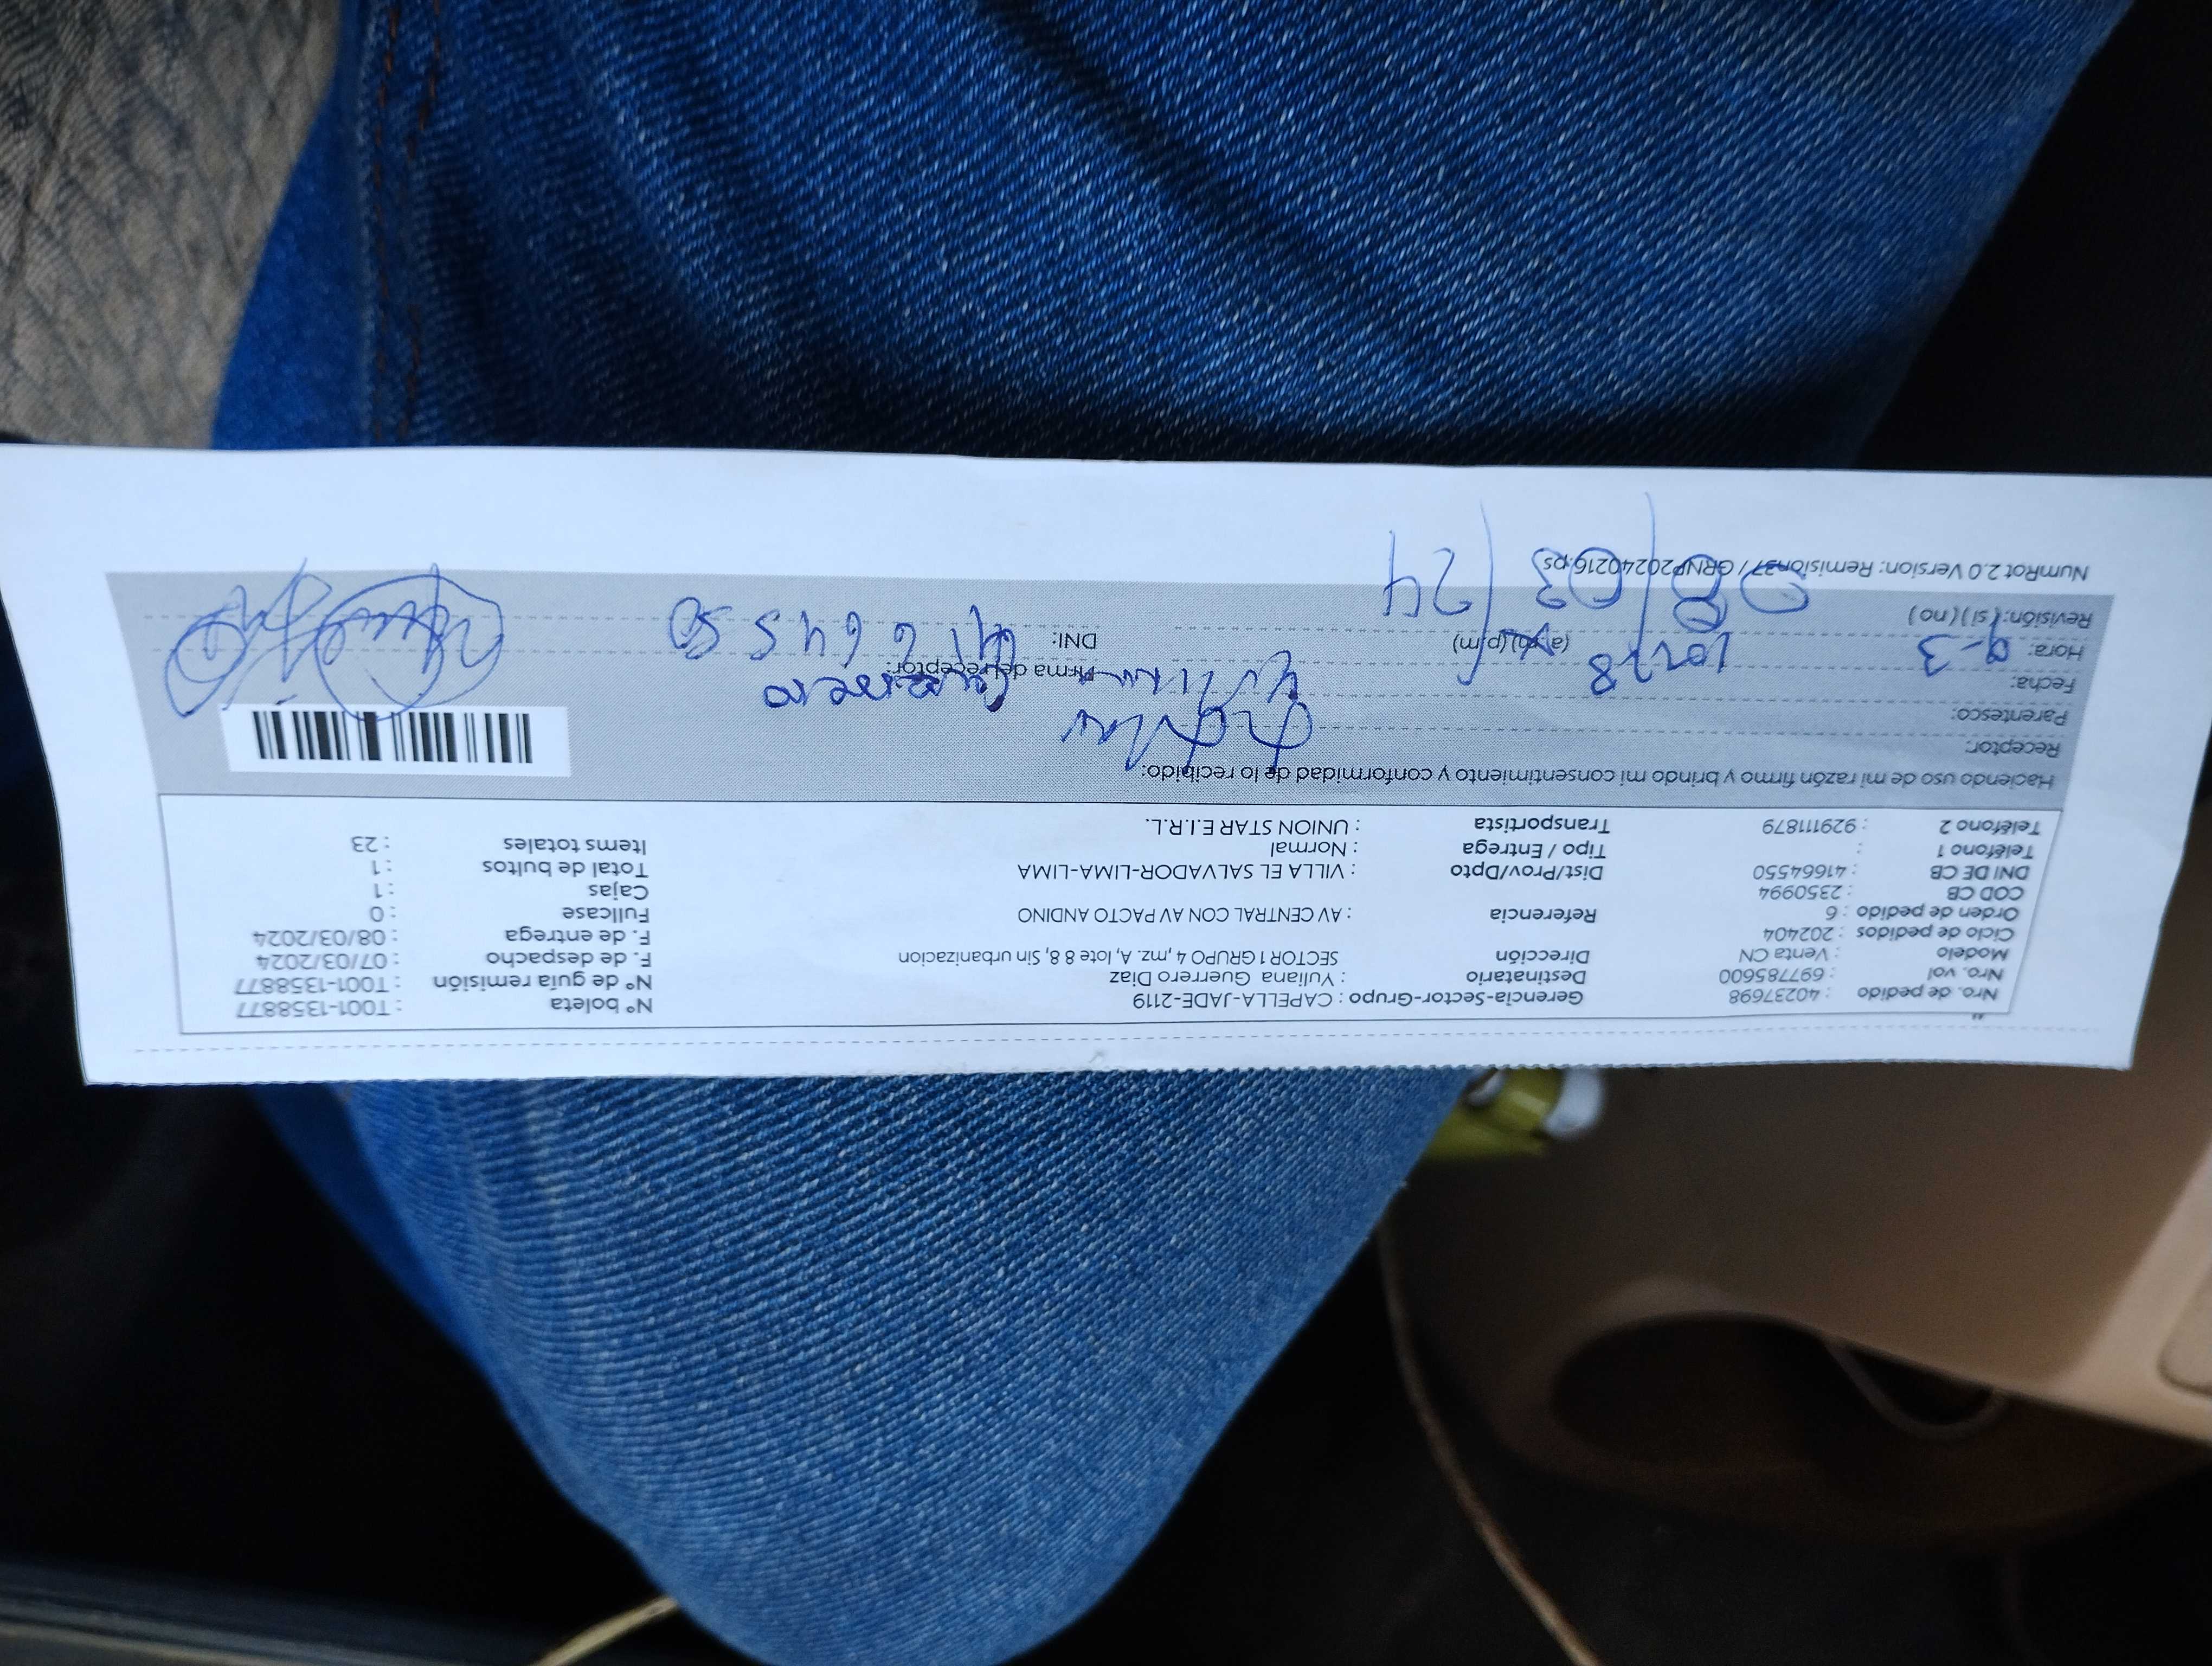 Nro. de pedido : 40237698 Gerencia-Sector-Grupo : CAPELLA-JADE-2119 N° boleta : T001-1358877
Nro. vol : 697785600 Destinatario : Yuliana Guerrero Diaz N° de guía remisión : T001-1358877
Modelo : Venta CN Dirección SECTOR 1 GRUPO 4 ,mz. A, lote 8 8, Sin urbanizacion F. de despacho : 07/03/2024
Ciclo de pedidos : 202404 F. de entrega : 08/03/2024
Orden de pedido : 6 Referencia : AV CENTRAL CON AV PACTO ANDINO Fullcase : 0
COD CB : 2350994 Cajas : 1
DNI DE CB : 41664550 Dist/Prov/Dpto : VILLA EL SALVADOR-LIMA-LIMA Total de bultos : 1
Teléfono 1 : Tipo / Entrega : Normal Items totales : 23
Teléfono 2 : 929111879 Transportista : UNION STAR E.I.R.L.
Haciendo uso de mi razón firmo y brindo mi consentimiento y conformidad de lo recibido:
Receptor:
Parentesco:
Fecha: Firma del receptor:
Hora: (a. m) (p.m) DNI:
Revisión: ( si ) ( no ) 08/03/24
NumRot 2.0 Version: Remisión37 / GRNP20240216.ps